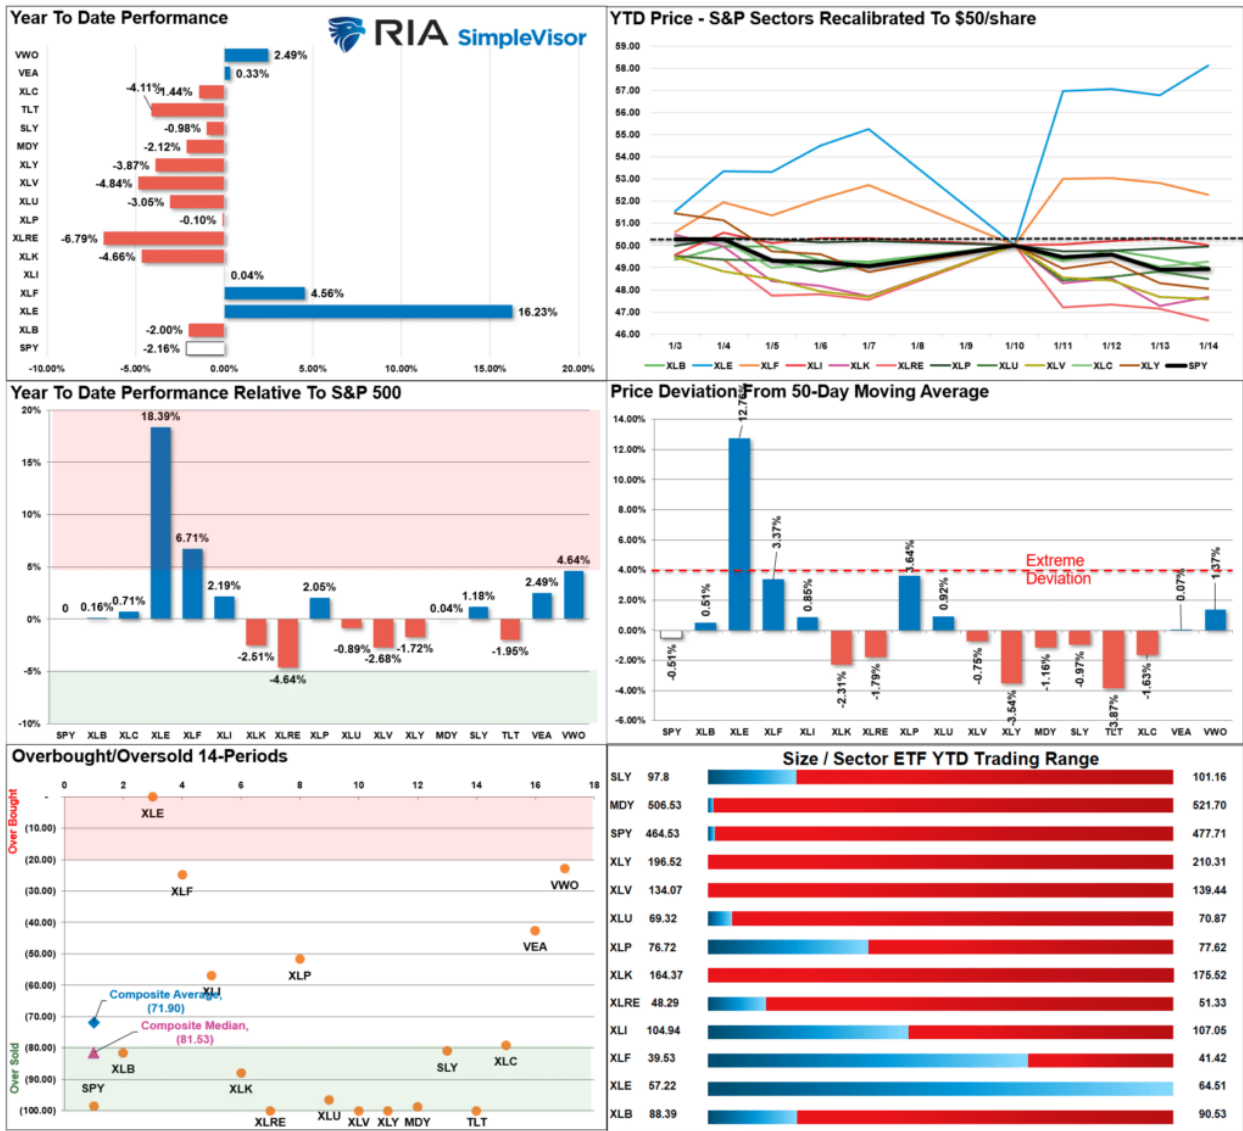 Year To Date Performance
RIA SimpleVisor
VWO 2.49%
VEA 0.33%
XLC -1.44%
TLT -4.11%
SLY -0.98%
MDY -2.12%
XLY -3.87%
XLV -4.84%
XLU -3.05%
XLP -0.10%
XLRE -6.79%
XLK -4.66%
XLI 0.04%
XLF 4.56%
XLE 16.23%
XLB -2.00%
SPY -2.16%
-10.00% -5.00% 0.00% 5.00% 10.00% 15.00% 20.00%
YTD Price - S&P Sectors Recalibrated To $50/share
59.00
58.00
57.00
56.00
55.00
54.00
53.00
52.00
51.00
50.00
49.00
48.00
47.00
46.00
1/3 1/4 1/5 1/6 1/7 1/8 1/9 1/10 1/11 1/12 1/13 1/14
XLB XLE XLF XLI XLK XLRE XLP XLU XLV XLC XLY SPY
Year To Date Performance Relative To S&P 500
20%
15%
10%
5%
0%
-5%
-10%
0 0.16% 0.71% 18.39% 6.71% 2.19% -2.51% -4.64% 2.05% -0.89% -2.68% -1.72% 0.04% 1.18% -1.95% 2.49% 4.64%
SPY XLB XLC XLE XLF XLI XLK XLRE XLP XLU XLV XLY MDY SLY TLT VEA VWO
Price Deviation From 50-Day Moving Average
14.00%
12.00%
10.00%
8.00%
6.00%
4.00%
2.00%
0.00%
-2.00%
-4.00%
-6.00%
Extreme
Deviation
-0.51% 0.51% 12.76% 3.37% 0.85% -2.31% -1.79% 3.64% 0.92% -0.75% -3.54% -1.16% -0.97% -3.87% -1.63% 0.07% 1.37%
SPY XLB XLE XLF XLI XLK XLRE XLP XLU XLV XLY MDY SLY TLT XLC VEA VWO
Overbought/Oversold 14-Periods
0 2 4 6 8 10 12 14 16 18
Over Bought
Over Sold
-
(10.00)
(20.00)
(30.00)
(40.00)
(50.00)
(60.00)
(70.00)
(80.00)
(90.00)
(100.00)
XLE
XLF
VWO
VEA
XLP
XLI
Composite Average,
(71.90)
Composite Median,
(81.53)
XLB
SLY
XLC
SPY
XLK
XLRE
XLU
XLV
XLY
MDY
TLT
Size / Sector ETF YTD Trading Range
SLY 97.8 101.16
MDY 506.53 521.70
SPY 464.53 477.71
XLY 196.52 210.31
XLV 134.07 139.44
XLU 69.32 70.87
XLP 76.72 77.62
XLK 164.37 175.52
XLRE 48.29 51.33
XLI 104.94 107.05
XLF 39.53 41.42
XLE 57.22 64.51
XLB 88.39 90.53